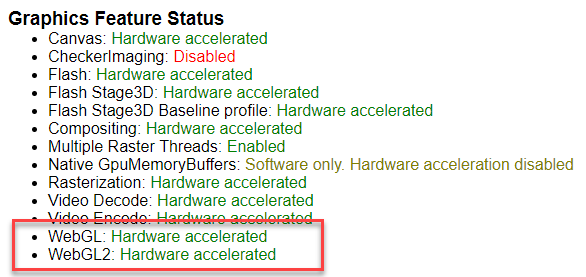 Graphics Feature Status
• Canvas: Hardware accelerated
• CheckerImaging: Disabled
• Flash: Hardware accelerated
• Flash Stage3D: Hardware accelerated
• Flash Stage3D Baseline profile: Hardware accelerated
• Compositing: Hardware accelerated
• Multiple Raster Threads: Enabled
• Native GpuMemoryBuffers: Software only. Hardware acceleration disabled
• Rasterization: Hardware accelerated
• Video Decode: Hardware accelerated
• Video Encode: Hardware accelerated
• WebGL: Hardware accelerated
• WebGL2: Hardware accelerated